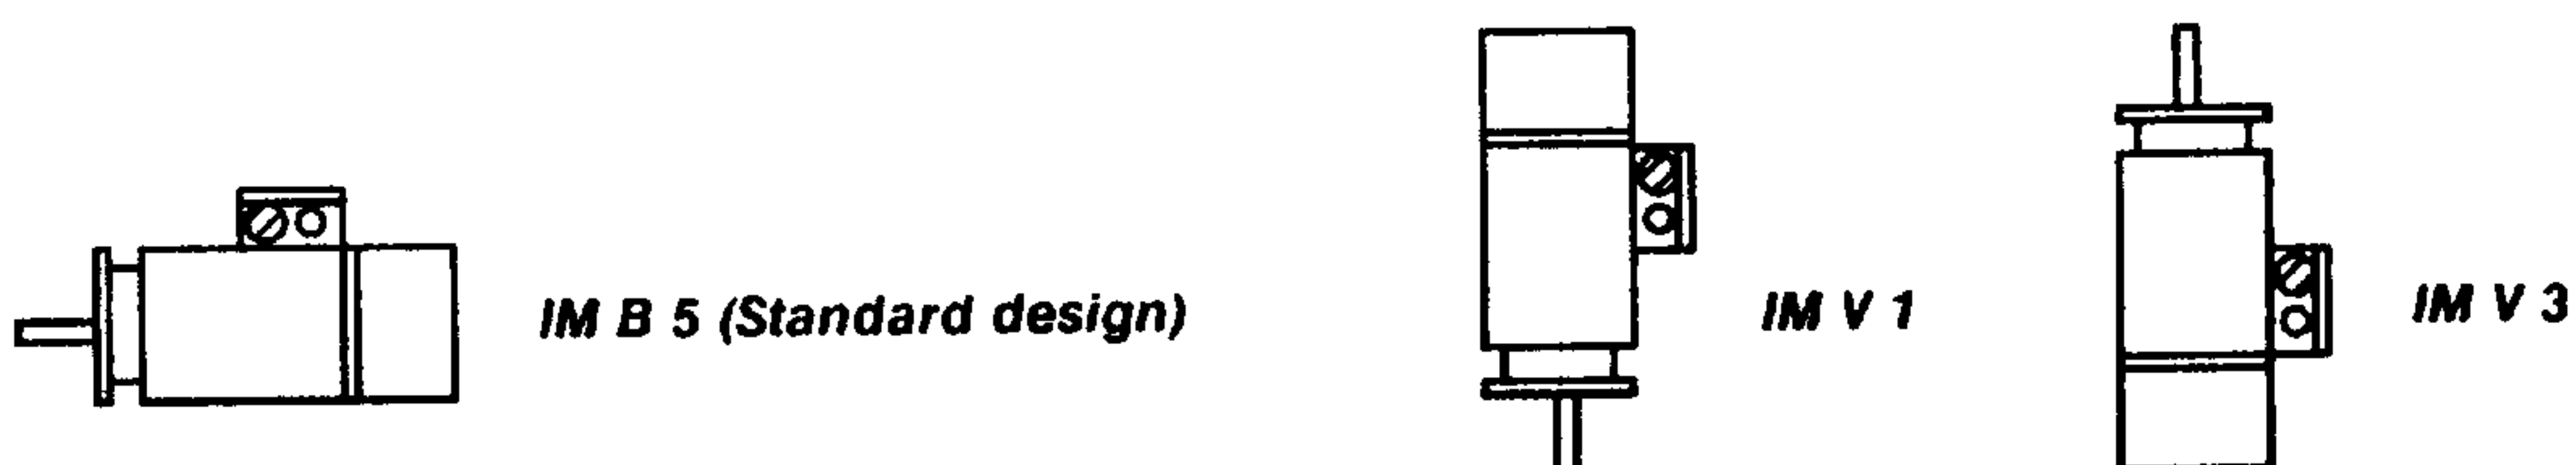 IM B 5 (Standard design)
IM V 1
IM V 3